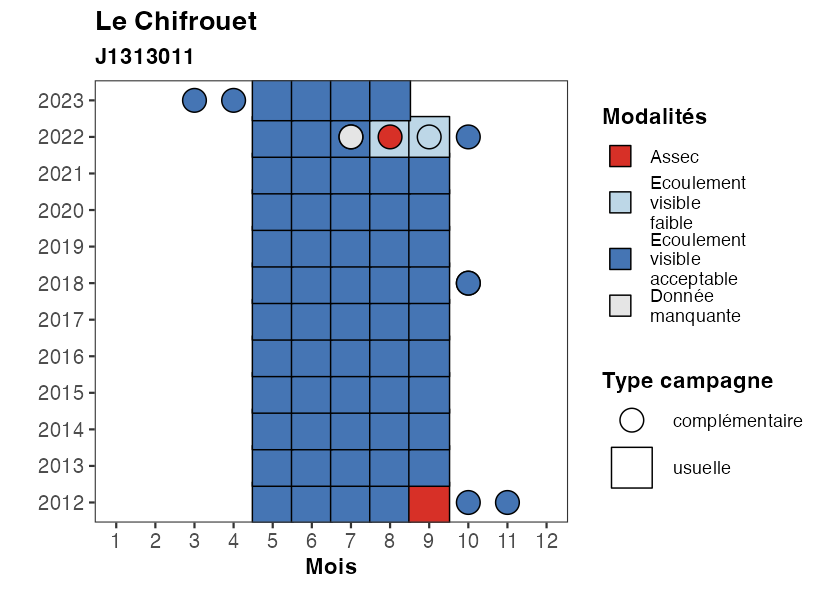 Le Chifrouet
J1313011
2023
2022
2021
2020
2019
2018
2017
2016
2015
2014
2013
2012
1 2 3 4 5 6 7 8 9 10 11 12
Mois
Modalités
Assec
Ecoulement
visible
faible
Ecoulement
visible
acceptable
Donnée
manquante
Type campagne
complémentaire
usuelle